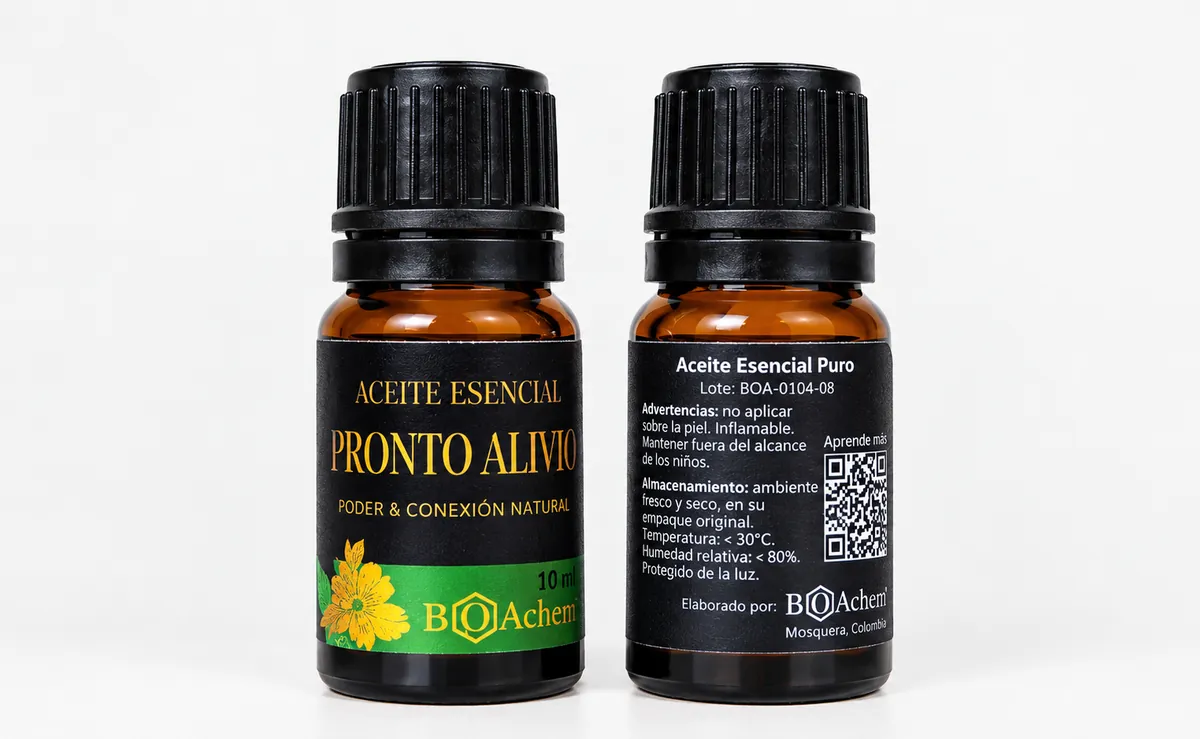 ACEITE ESENCIAL
PRONTO ALIVIO
PODER & CONEXIÓN NATURAL
10 ml
BOAchem
Aceite Esencial Puro
Lote: BOA-0104-08
Advertencias: no aplicar
sobre la piel. Inflamable.
Mantener fuera del alcance
de los niños.
Aprende más
Almacenamiento: ambiente
fresco y seco, en su
empaque original.
Temperatura: < 30°C.
Humedad relativa: < 80%.
Protegido de la luz.
Elaborado por: BOAchem
Mosquera, Colombia